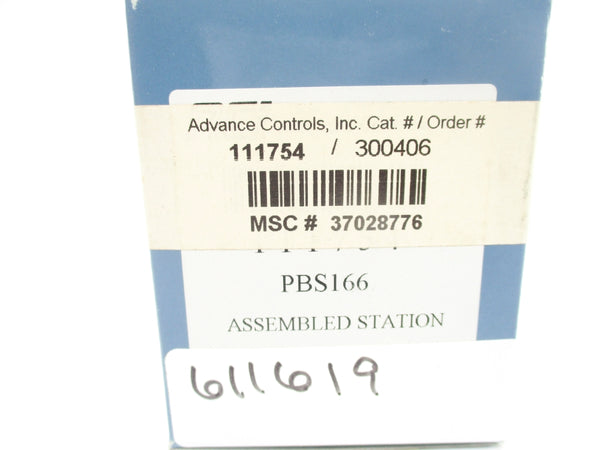 Advance Controls, Inc. Cat. # / Order #
111754 / 300406
MSC # 37028776
PBS166
ASSEMBLED STATION
611619